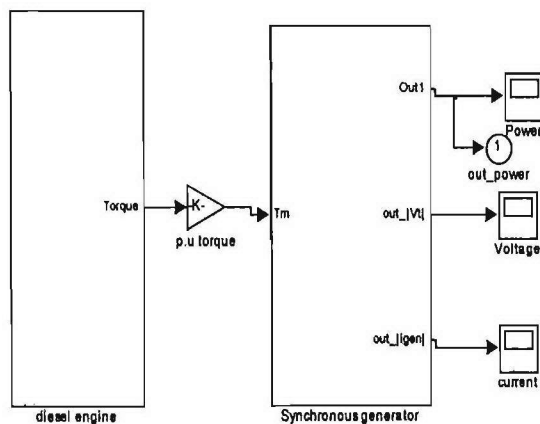 Out1
Power
1
out_power
Torque
-K-
Tm
out_|Vt|
p.u torque
Voltage
out_|Igen|
current
diesel engine
Synchronous generator